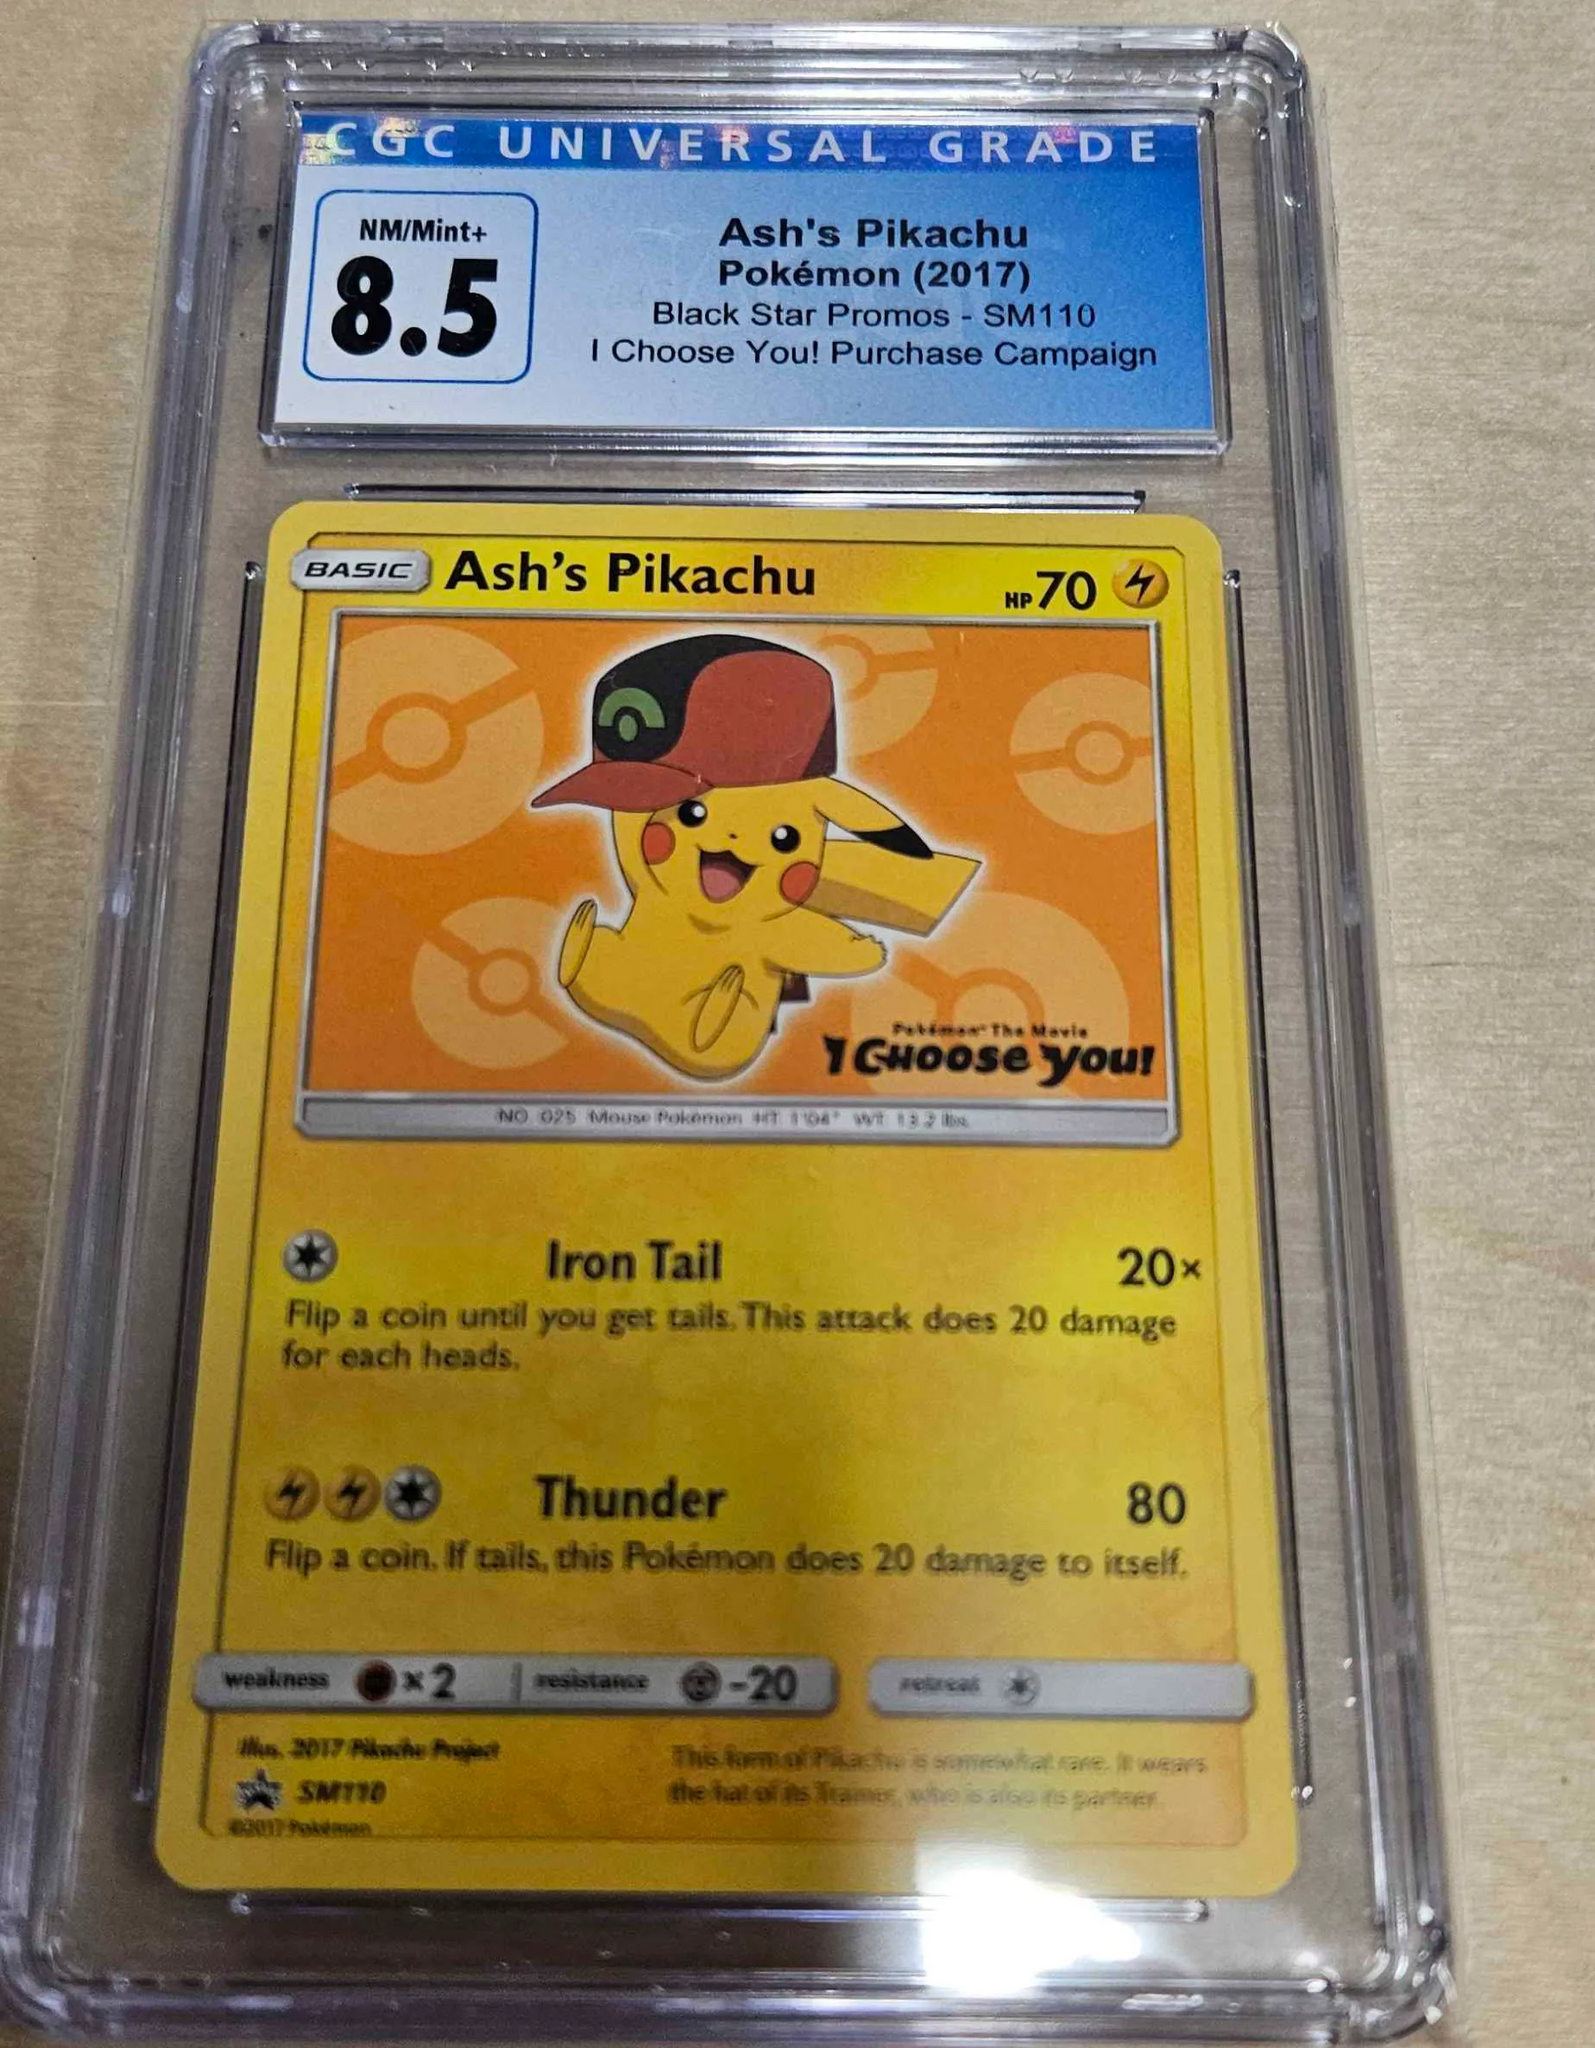 CGC UNIVERSAL GRADE
NM/Mint+
8.5
Ash's Pikachu
Pokémon (2017)
Black Star Promos - SM110
I Choose You! Purchase Campaign
BASIC Ash's Pikachu HP 70
Pokémon The Movie
I Choose you!
NO. 025 Mouse Pokémon HT 1'04" WT 13.2 lbs.
Iron Tail 20×
Flip a coin until you get tails. This attack does 20 damage
for each heads.
Thunder 80
Flip a coin. If tails, this Pokémon does 20 damage to itself.
weakness ×2 resistance -20 retreat
Illus. 2017 Pikachu Project
SM110
©2017 Pokémon
This form of Pikachu is somewhat rare. It wears
the hat of its Trainer, who is also its partner.